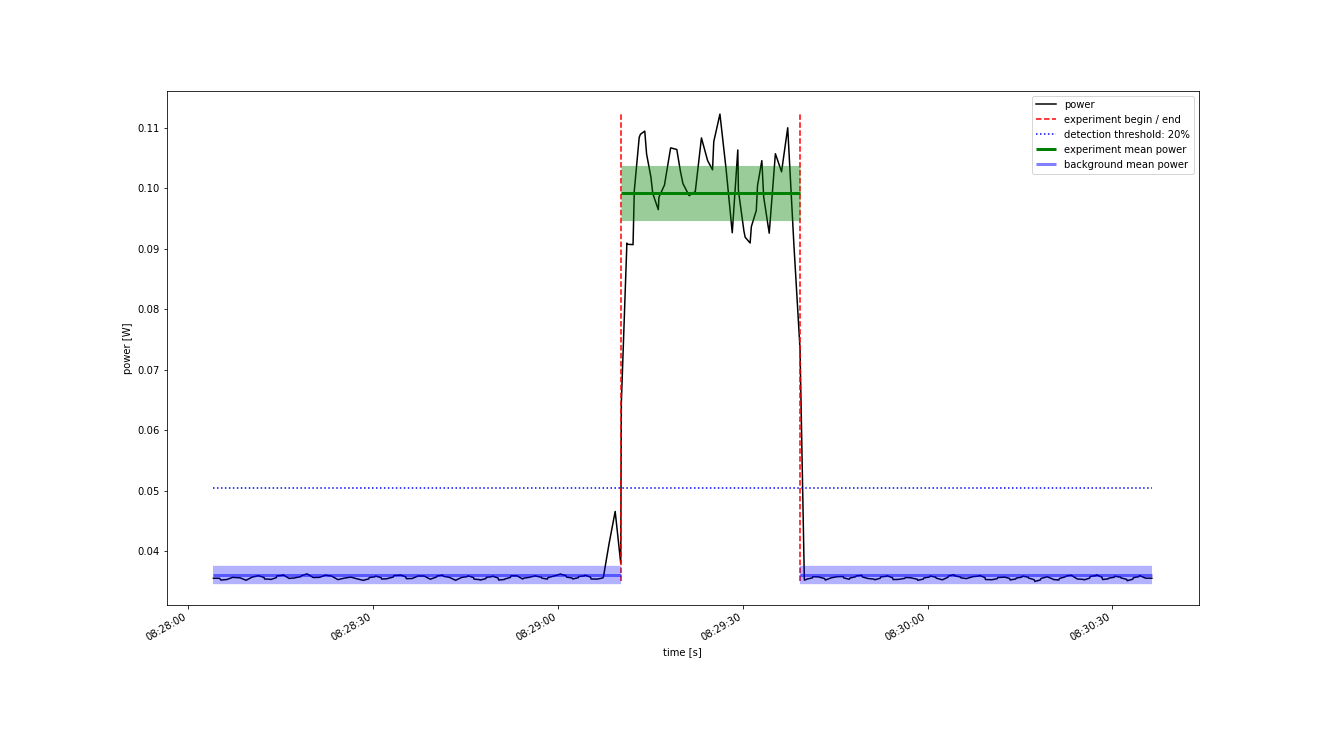 power
experiment begin / end
detection threshold: 20%
experiment mean power
background mean power
0.11
0.10
0.09
0.08
0.07
0.06
0.05
0.04
power [W]
08:28:00
08:28:30
08:29:00
08:29:30
08:30:00
08:30:30
time [s]